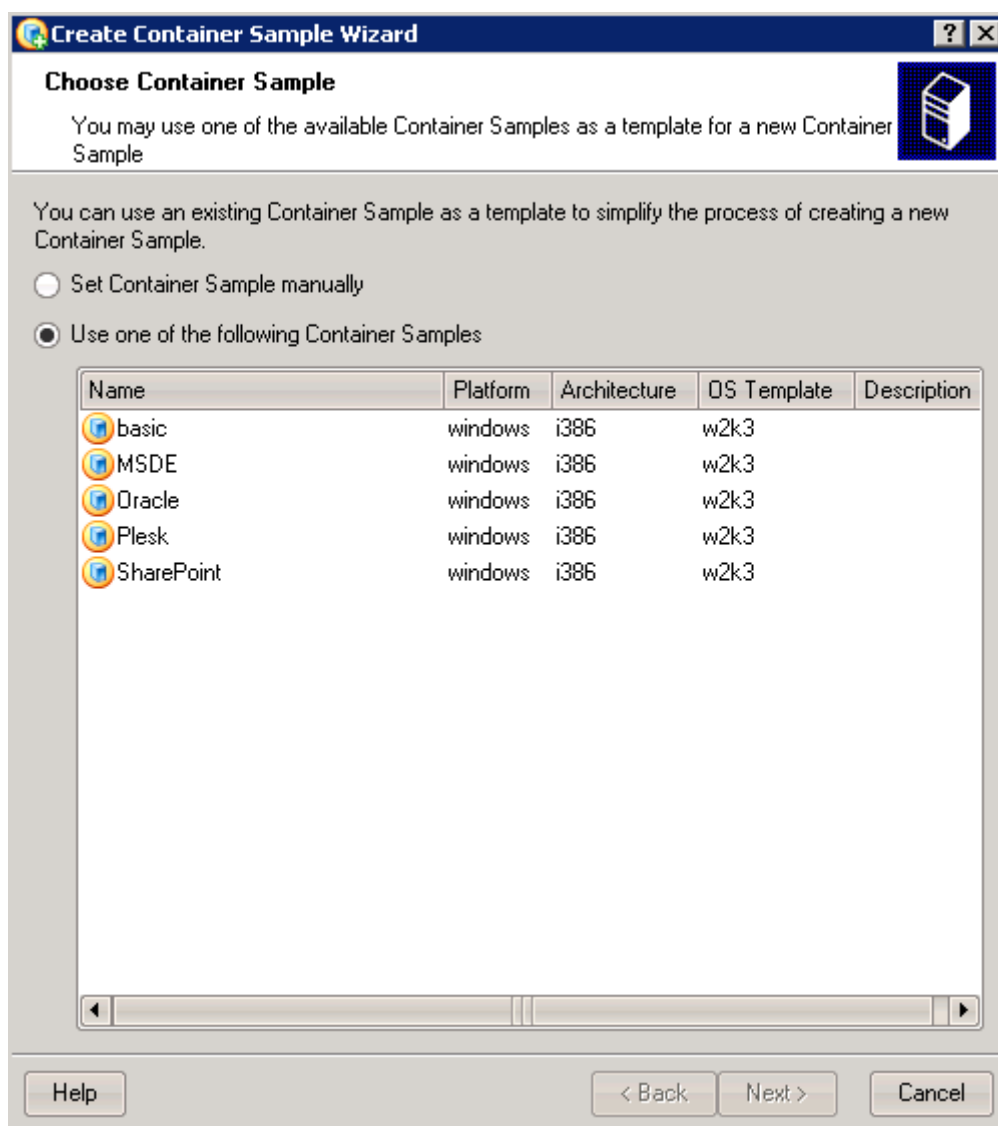 Create Container Sample Wizard
Choose Container Sample
You may use one of the available Container Samples as a template for a new Container
Sample
You can use an existing Container Sample as a template to simplify the process of creating a new
Container Sample.
Set Container Sample manually
Use one of the following Container Samples
Name Platform Architecture OS Template Description
basic windows i386 w2k3
MSDE windows i386 w2k3
Oracle windows i386 w2k3
Plesk windows i386 w2k3
SharePoint windows i386 w2k3
Help < Back Next > Cancel